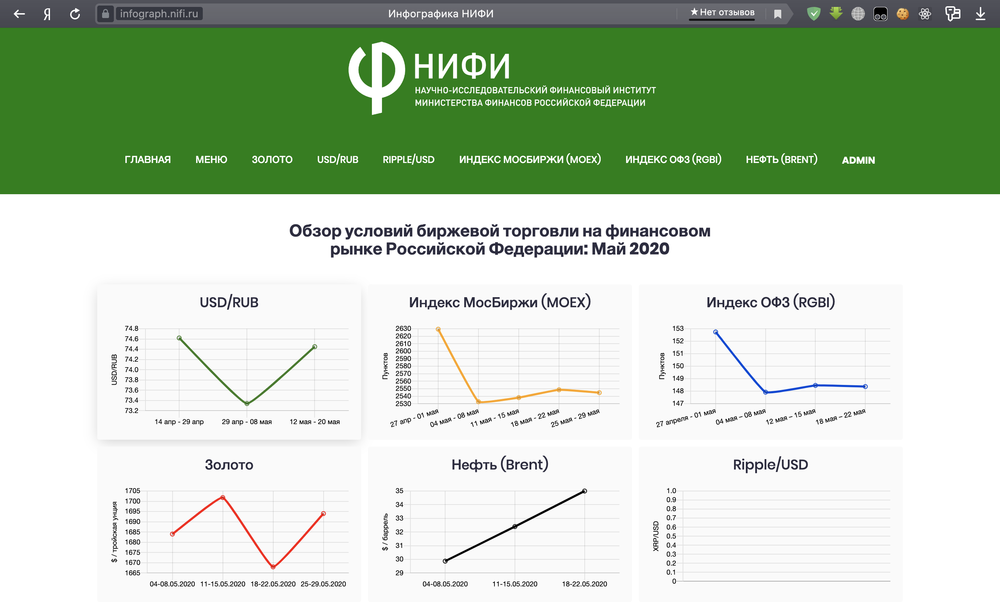 infograph.nifi.ru
Инфографика НИФИ
★ Нет отзывов
НИФИ
НАУЧНО-ИССЛЕДОВАТЕЛЬСКИЙ ФИНАНСОВЫЙ ИНСТИТУТ
МИНИСТЕРСТВА ФИНАНСОВ РОССИЙСКОЙ ФЕДЕРАЦИИ
ГЛАВНАЯ МЕНЮ ЗОЛОТО USD/RUB RIPPLE/USD ИНДЕКС МОСБИРЖИ (MOEX) ИНДЕКС ОФЗ (RGBI) НЕФТЬ (BRENT) ADMIN
Обзор условий биржевой торговли на финансовом
рынке Российской Федерации: Май 2020
USD/RUB
USD/RUB
74.8
74.6
74.4
74.2
74.0
73.8
73.6
73.4
73.2
14 апр - 29 апр 29 апр - 08 мая 12 мая - 20 мая
Индекс МосБиржи (MOEX)
Пунктов
2630
2620
2610
2600
2590
2580
2570
2560
2550
2540
2530
27 апр - 01 мая
04 мая - 08 мая
11 мая - 15 мая
18 мая - 22 мая
25 мая - 29 мая
Индекс ОФЗ (RGBI)
Пунктов
153
152
151
150
149
148
147
27 апреля - 01 мая
04 мая – 08 мая
12 мая – 15 мая
18 мая – 22 мая
Золото
$ / тройская унция
1705
1700
1695
1690
1685
1680
1675
1670
1665
04-08.05.2020 11-15.05.2020 18-22.05.2020 25-29.05.2020
Нефть (Brent)
$ / баррель
35
34
33
32
31
30
29
04-08.05.2020 11-15.05.2020 18-22.05.2020
Ripple/USD
XRP/USD
1.0
0.9
0.8
0.7
0.6
0.5
0.4
0.3
0.2
0.1
0